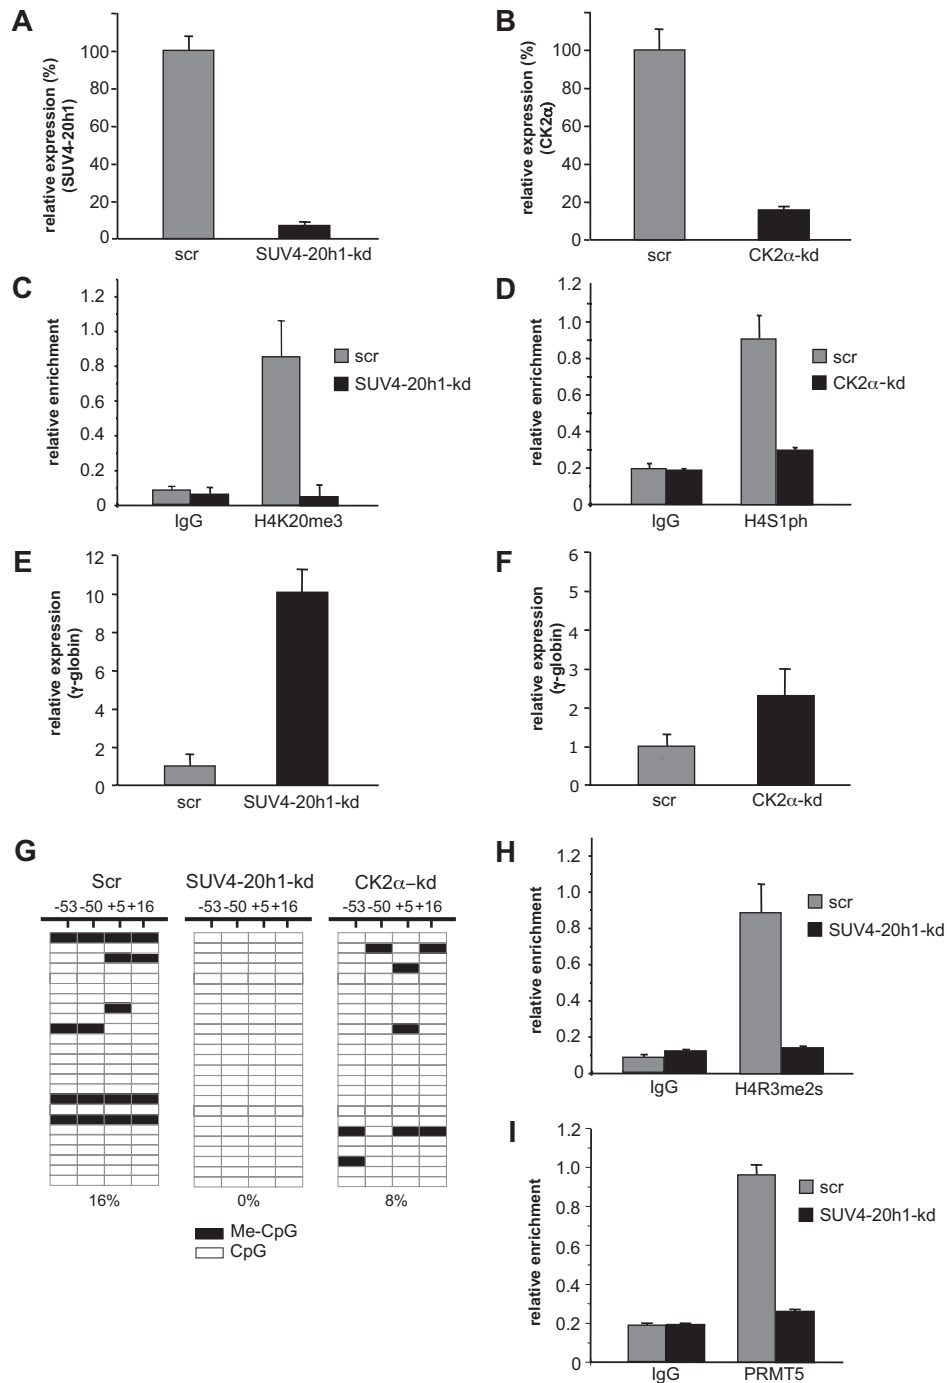 A
relative expression (%)
(SUV4-20h1)
100
80
60
40
20
0
scr
SUV4-20h1-kd
B
relative expression (%)
(CK2α)
100
80
60
40
20
0
scr
CK2α-kd
C
relative enrichment
1.2
1.0
0.8
0.6
0.4
0.2
0
IgG
H4K20me3
scr
SUV4-20h1-kd
D
relative enrichment
1.2
1.0
0.8
0.6
0.4
0.2
0
IgG
H4S1ph
scr
CK2α-kd
E
relative expression
(γ-globin)
12
10
8
6
4
2
0
scr
SUV4-20h1-kd
F
relative expression
(γ-globin)
6
5
4
3
2
1
0
scr
CK2α-kd
G
Scr
-53 -50 +5 +16
16%
SUV4-20h1-kd
-53 -50 +5 +16
0%
CK2α–kd
-53 -50 +5 +16
8%
Me-CpG
CpG
H
relative enrichment
1.2
1.0
0.8
0.6
0.4
0.2
0
IgG
H4R3me2s
scr
SUV4-20h1-kd
I
relative enrichment
1.2
1.0
0.8
0.6
0.4
0.2
0
IgG
PRMT5
scr
SUV4-20h1-kd